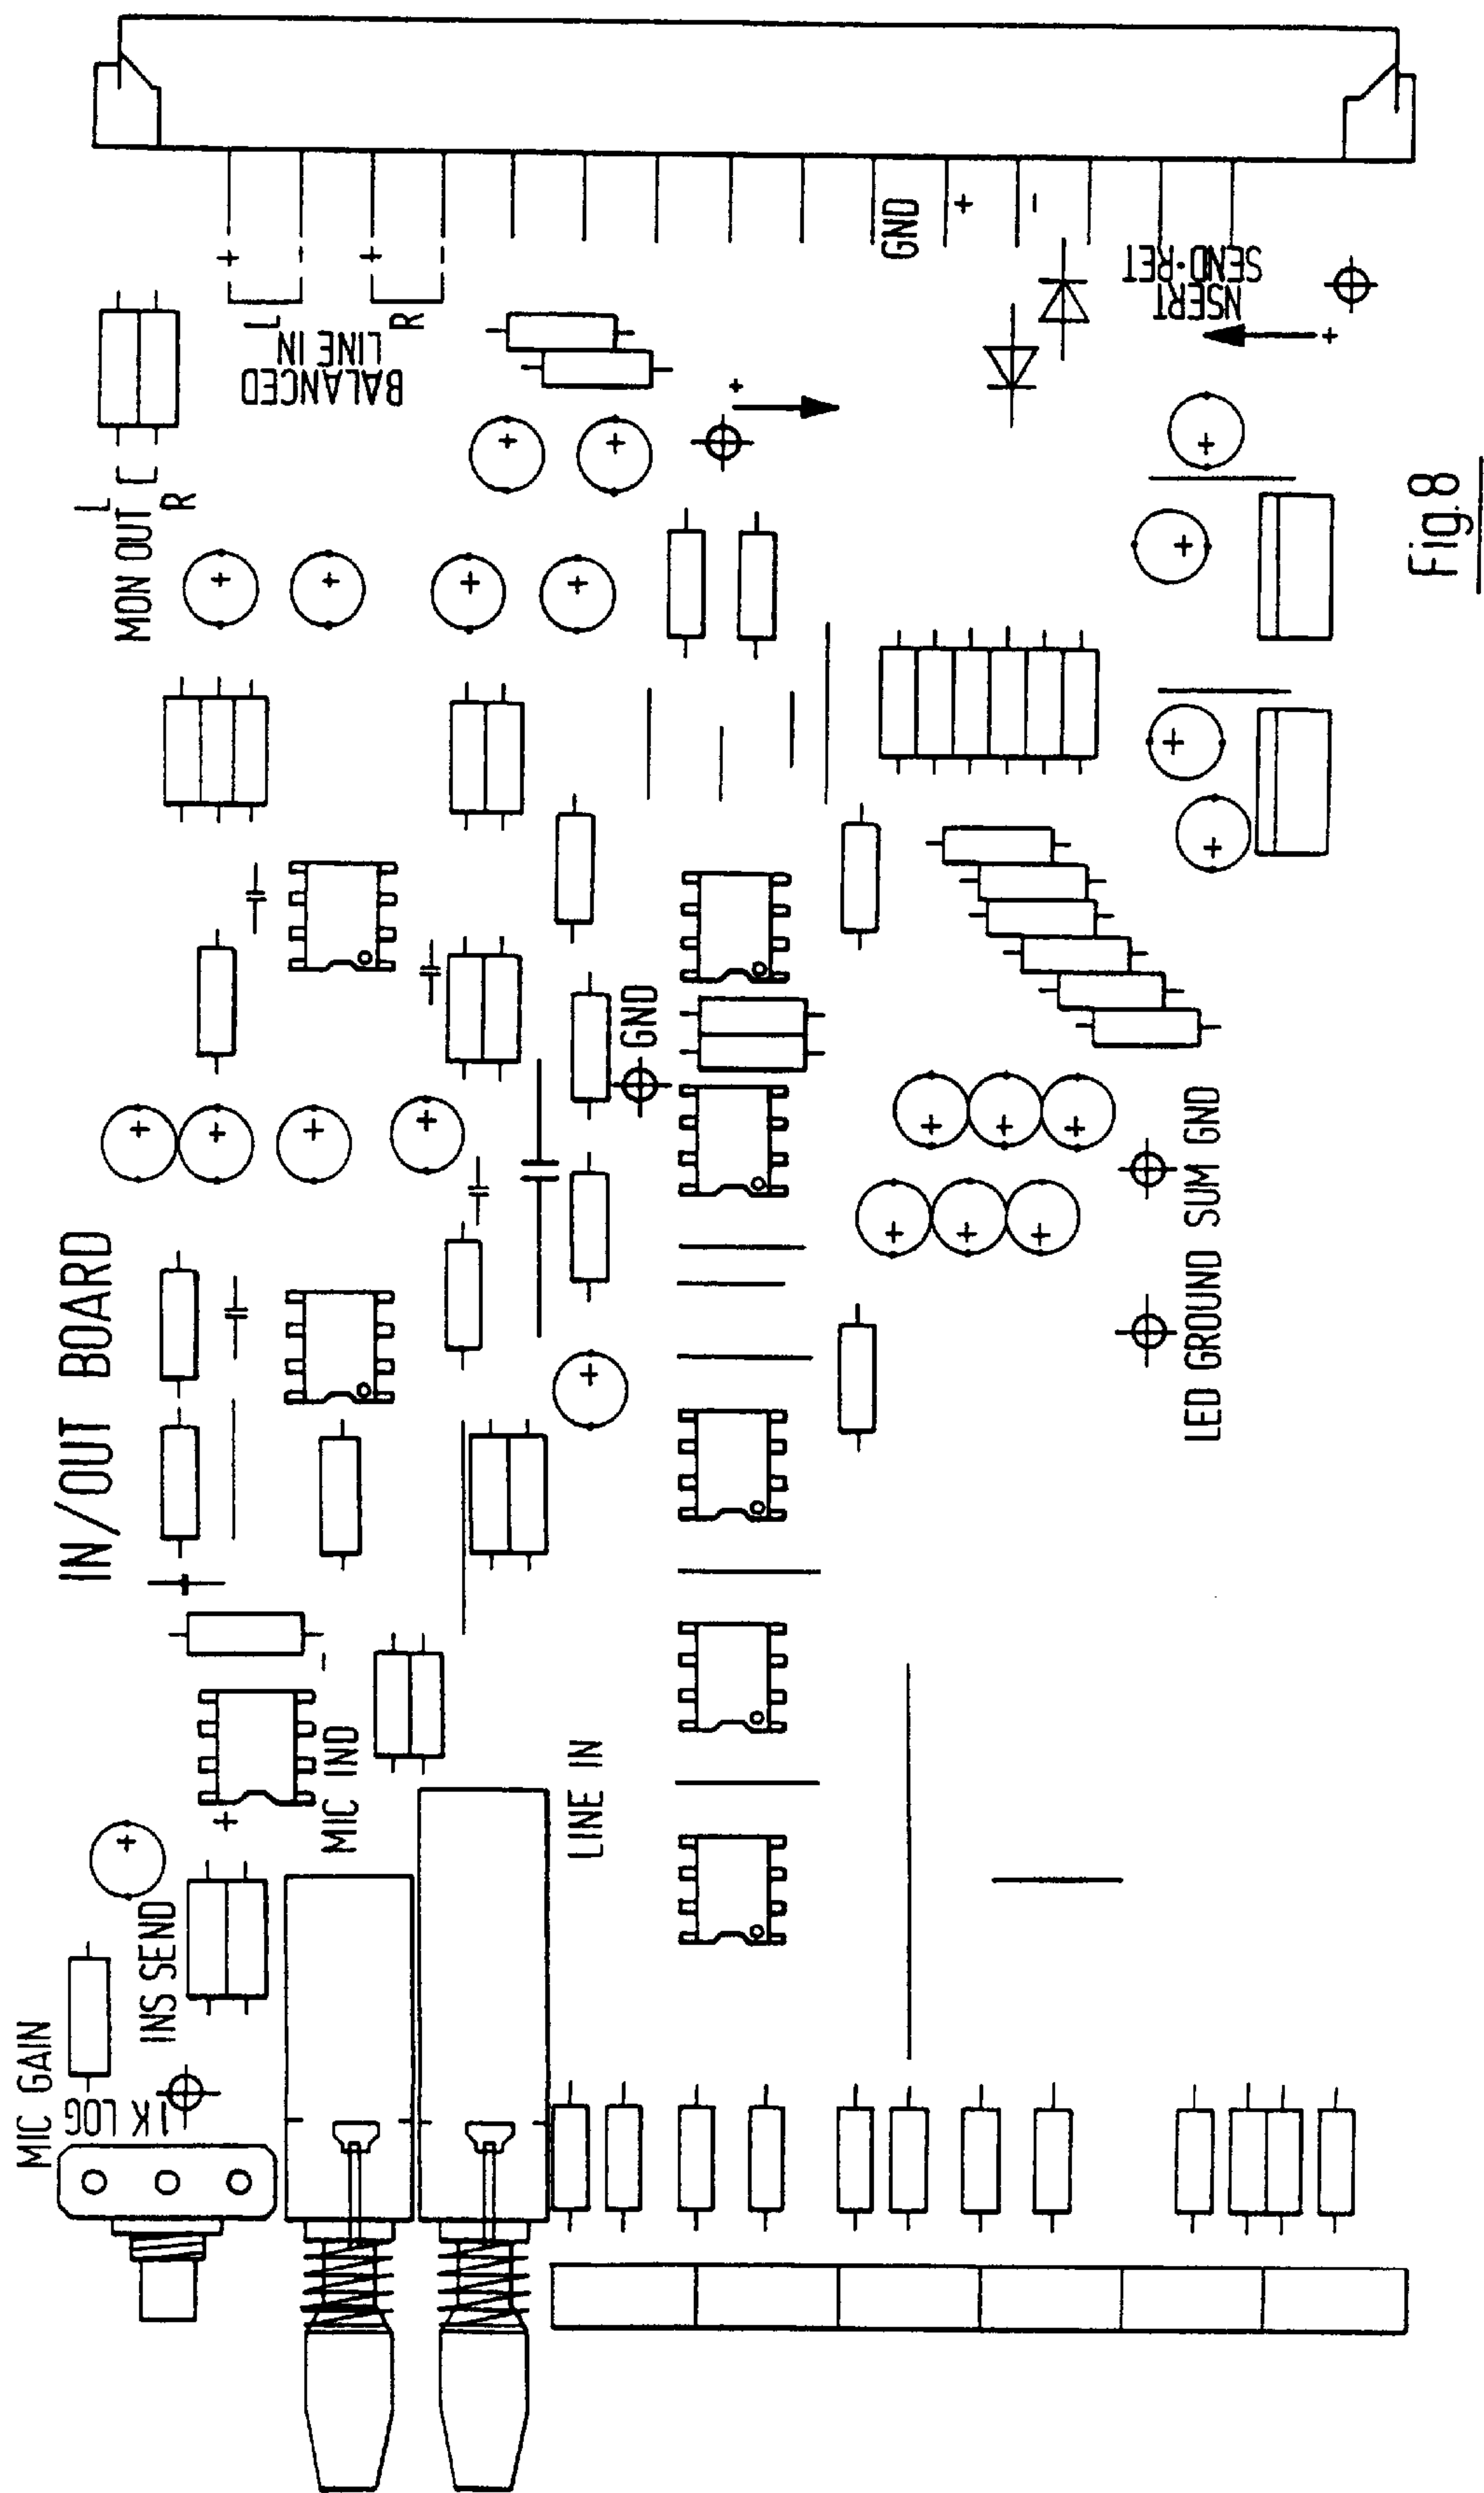 IN/OUT BOARD
MIC GAIN
1K LOG
INS SEND
MIC IND
LINE IN
MON OUT
L
R
BALANCED
LINE IN
L
R
+
-
+
-
GND
+
-
NSERT
SEND·RET
GND
LED GROUND SUM GND
Fig.8